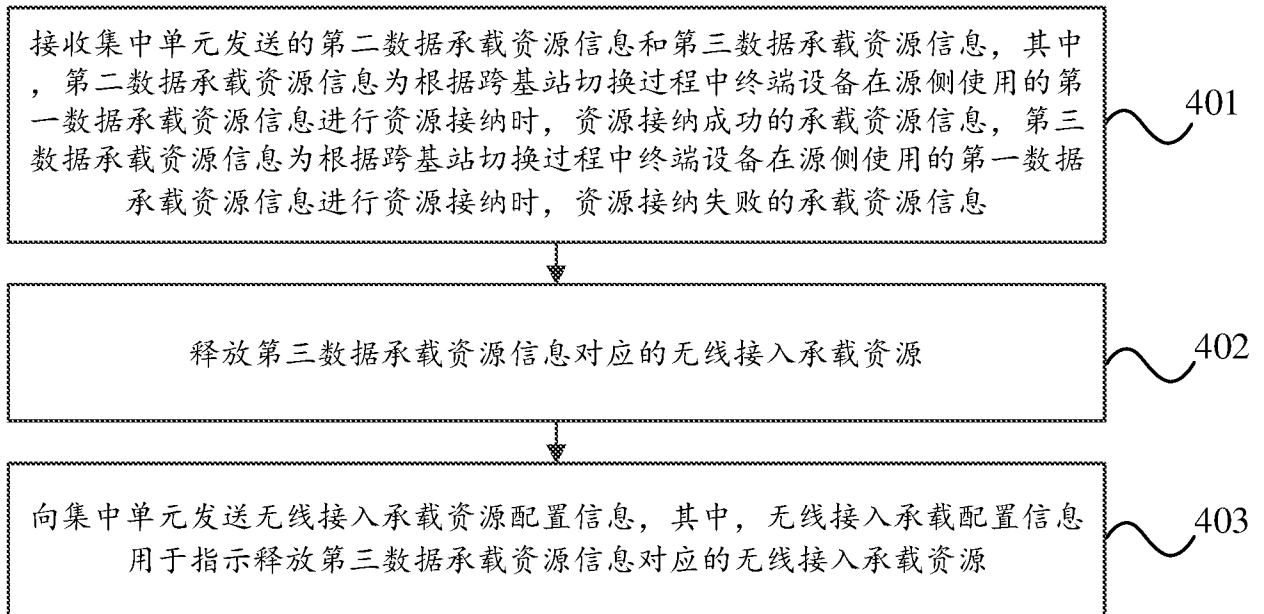 接收集中单元发送的第二数据承载资源信息和第三数据承载资源信息，其中
，第二数据承载资源信息为根据跨基站切换过程中终端设备在源侧使用的第
一数据承载资源信息进行资源接纳时，资源接纳成功的承载资源信息，第三
数据承载资源信息为根据跨基站切换过程中终端设备在源侧使用的第一数据
承载资源信息进行资源接纳时，资源接纳失败的承载资源信息
401
释放第三数据承载资源信息对应的无线接入承载资源
402
向集中单元发送无线接入承载资源配置信息，其中，无线接入承载配置信息
用于指示释放第三数据承载资源信息对应的无线接入承载资源
403